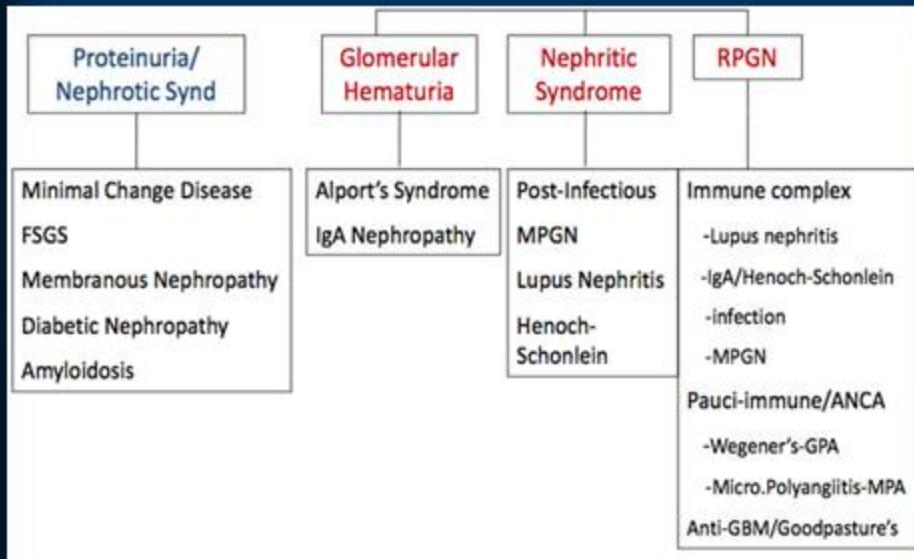 Proteinuria/
Nephrotic Synd
Minimal Change Disease
FSGS
Membranous Nephropathy
Diabetic Nephropathy
Amyloidosis
Glomerular
Hematuria
Alport's Syndrome
IgA Nephropathy
Nephritic
Syndrome
Post-Infectious
MPGN
Lupus Nephritis
Henoch-
Schonlein
RPGN
Immune complex
-Lupus nephritis
-IgA/Henoch-Schonlein
-infection
-MPGN
Pauci-immune/ANCA
-Wegener's-GPA
-Micro.Polyangiitis-MPA
Anti-GBM/Goodpasture's